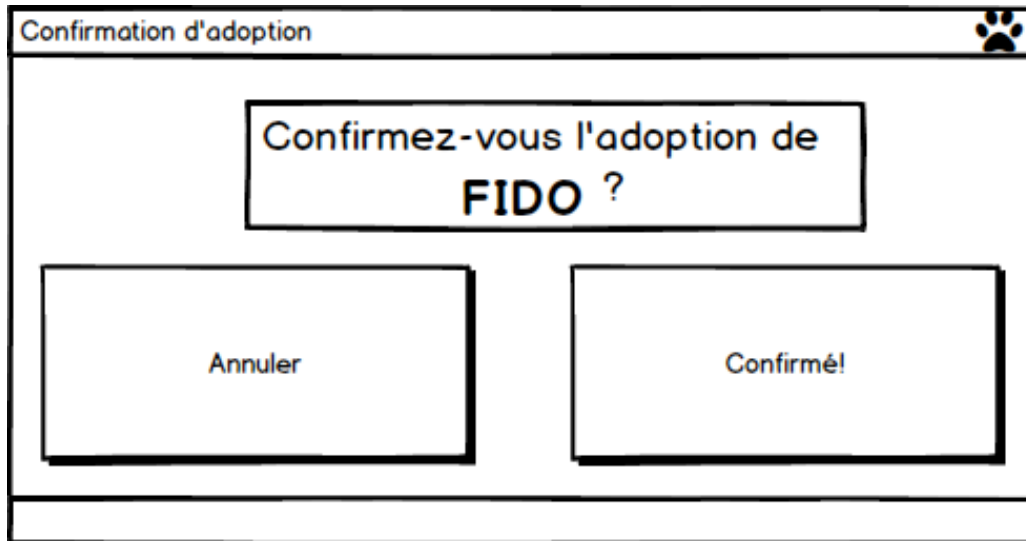 Confirmation d'adoption
Confirmez-vous l'adoption de
FIDO ?
Annuler
Confirmé!